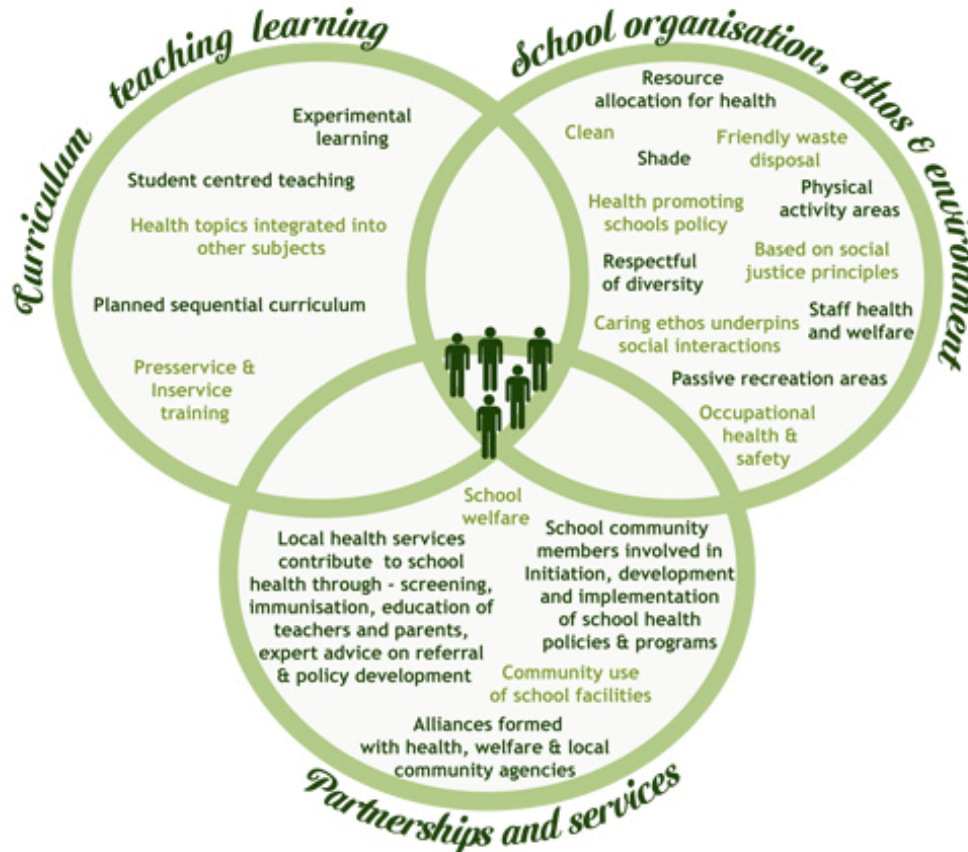 Curriculum teaching learning
Experimental
learning
Student centred teaching
Health topics integrated into
other subjects
Planned sequential curriculum
Presservice &
Inservice
training
School organisation, ethos & environment
Resource
allocation for health
Clean
Friendly waste
disposal
Shade
Physical
activity areas
Health promoting
schools policy
Based on social
justice principles
Respectful
of diversity
Staff health
and welfare
Caring ethos underpins
social interactions
Passive recreation areas
Occupational
health &
safety
School
welfare
Local health services
contribute to school
health through - screening,
immunisation, education of
teachers and parents,
expert advice on referral
& policy development
School community
members involved in
Initiation, development
and implementation
of school health
policies & programs
Community use
of school facilities
Alliances formed
with health, welfare & local
community agencies
Partnerships and services